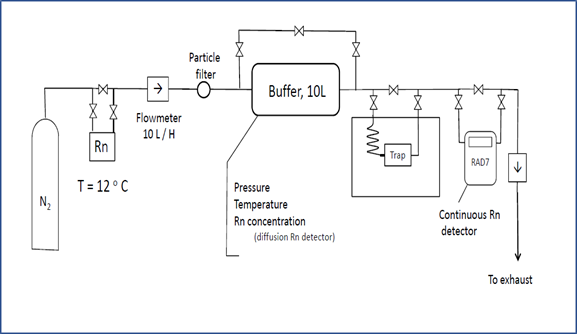 Particle
filter
Buffer, 10L
Flowmeter
10 L / H
Rn
T = 12 ° C
N2
Pressure
Temperature
Rn concentration
(diffusion Rn detector)
Trap
RAD7
Continuous Rn
detector
To exhaust